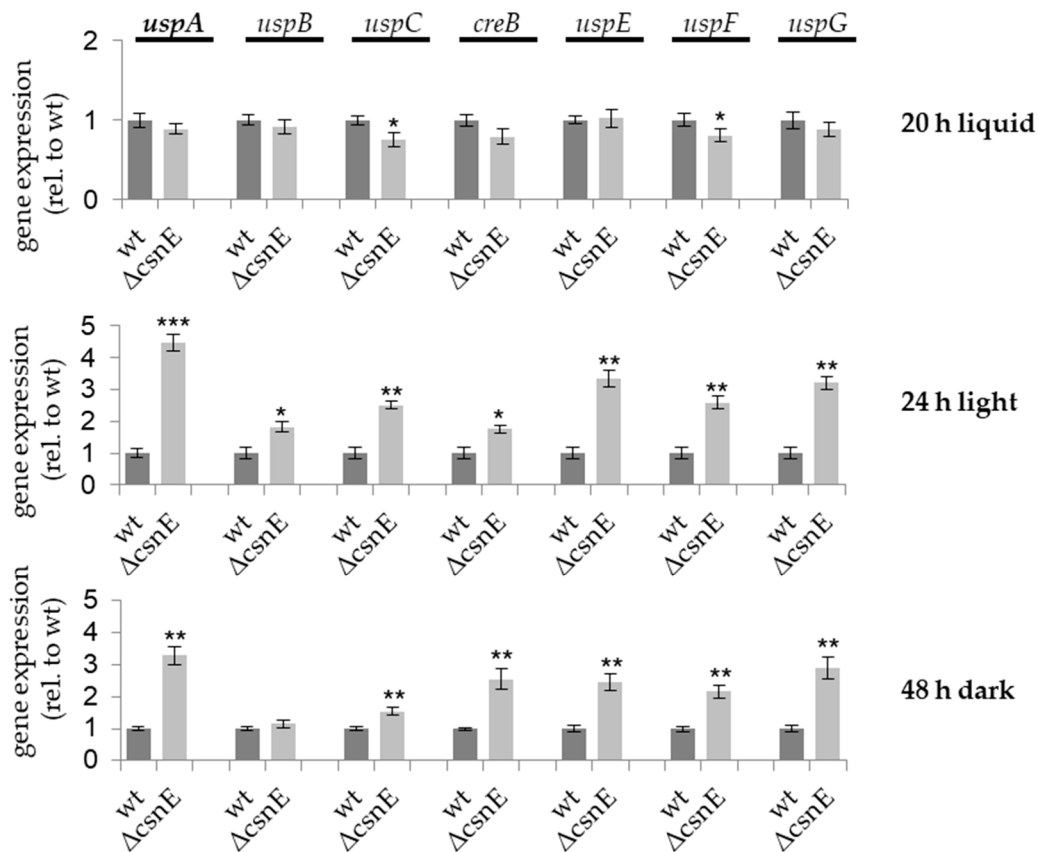 uspA uspB uspC creB uspE uspF uspG
gene expression
(rel. to wt)
2
1
0
* *
20 h liquid
wt ΔcsnE wt ΔcsnE wt ΔcsnE wt ΔcsnE wt ΔcsnE wt ΔcsnE wt ΔcsnE
gene expression
(rel. to wt)
5
4
3
2
1
0
*** * ** * ** ** **
24 h light
wt ΔcsnE wt ΔcsnE wt ΔcsnE wt ΔcsnE wt ΔcsnE wt ΔcsnE wt ΔcsnE
gene expression
(rel. to wt)
5
4
3
2
1
0
** ** ** ** ** **
48 h dark
wt ΔcsnE wt ΔcsnE wt ΔcsnE wt ΔcsnE wt ΔcsnE wt ΔcsnE wt ΔcsnE